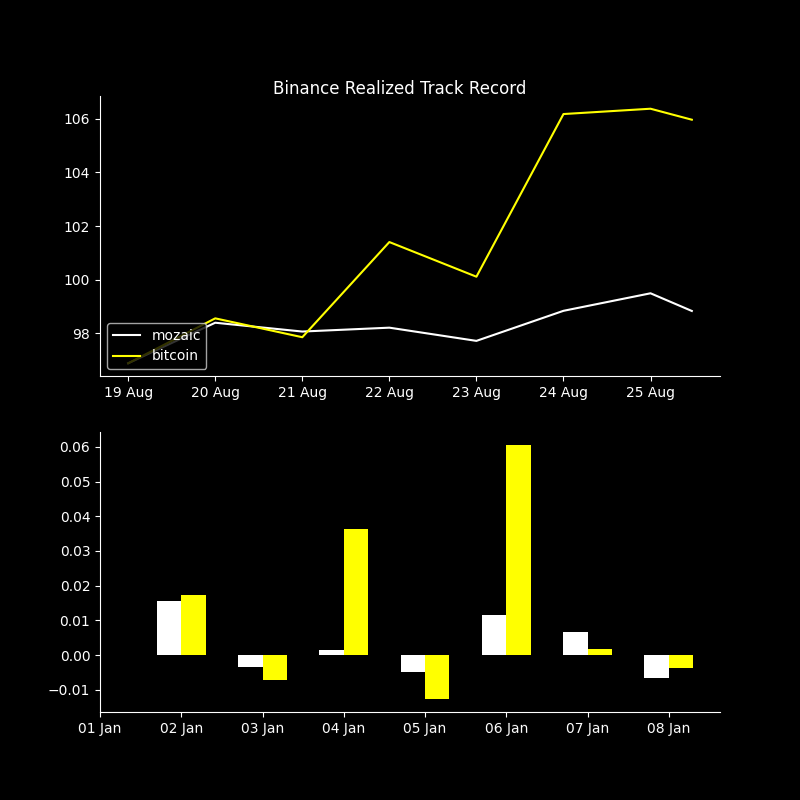 Binance Realized Track Record
106
104
102
100
98
mozaic
bitcoin
19 Aug 20 Aug 21 Aug 22 Aug 23 Aug 24 Aug 25 Aug
0.06
0.05
0.04
0.03
0.02
0.01
0.00
−0.01
01 Jan 02 Jan 03 Jan 04 Jan 05 Jan 06 Jan 07 Jan 08 Jan